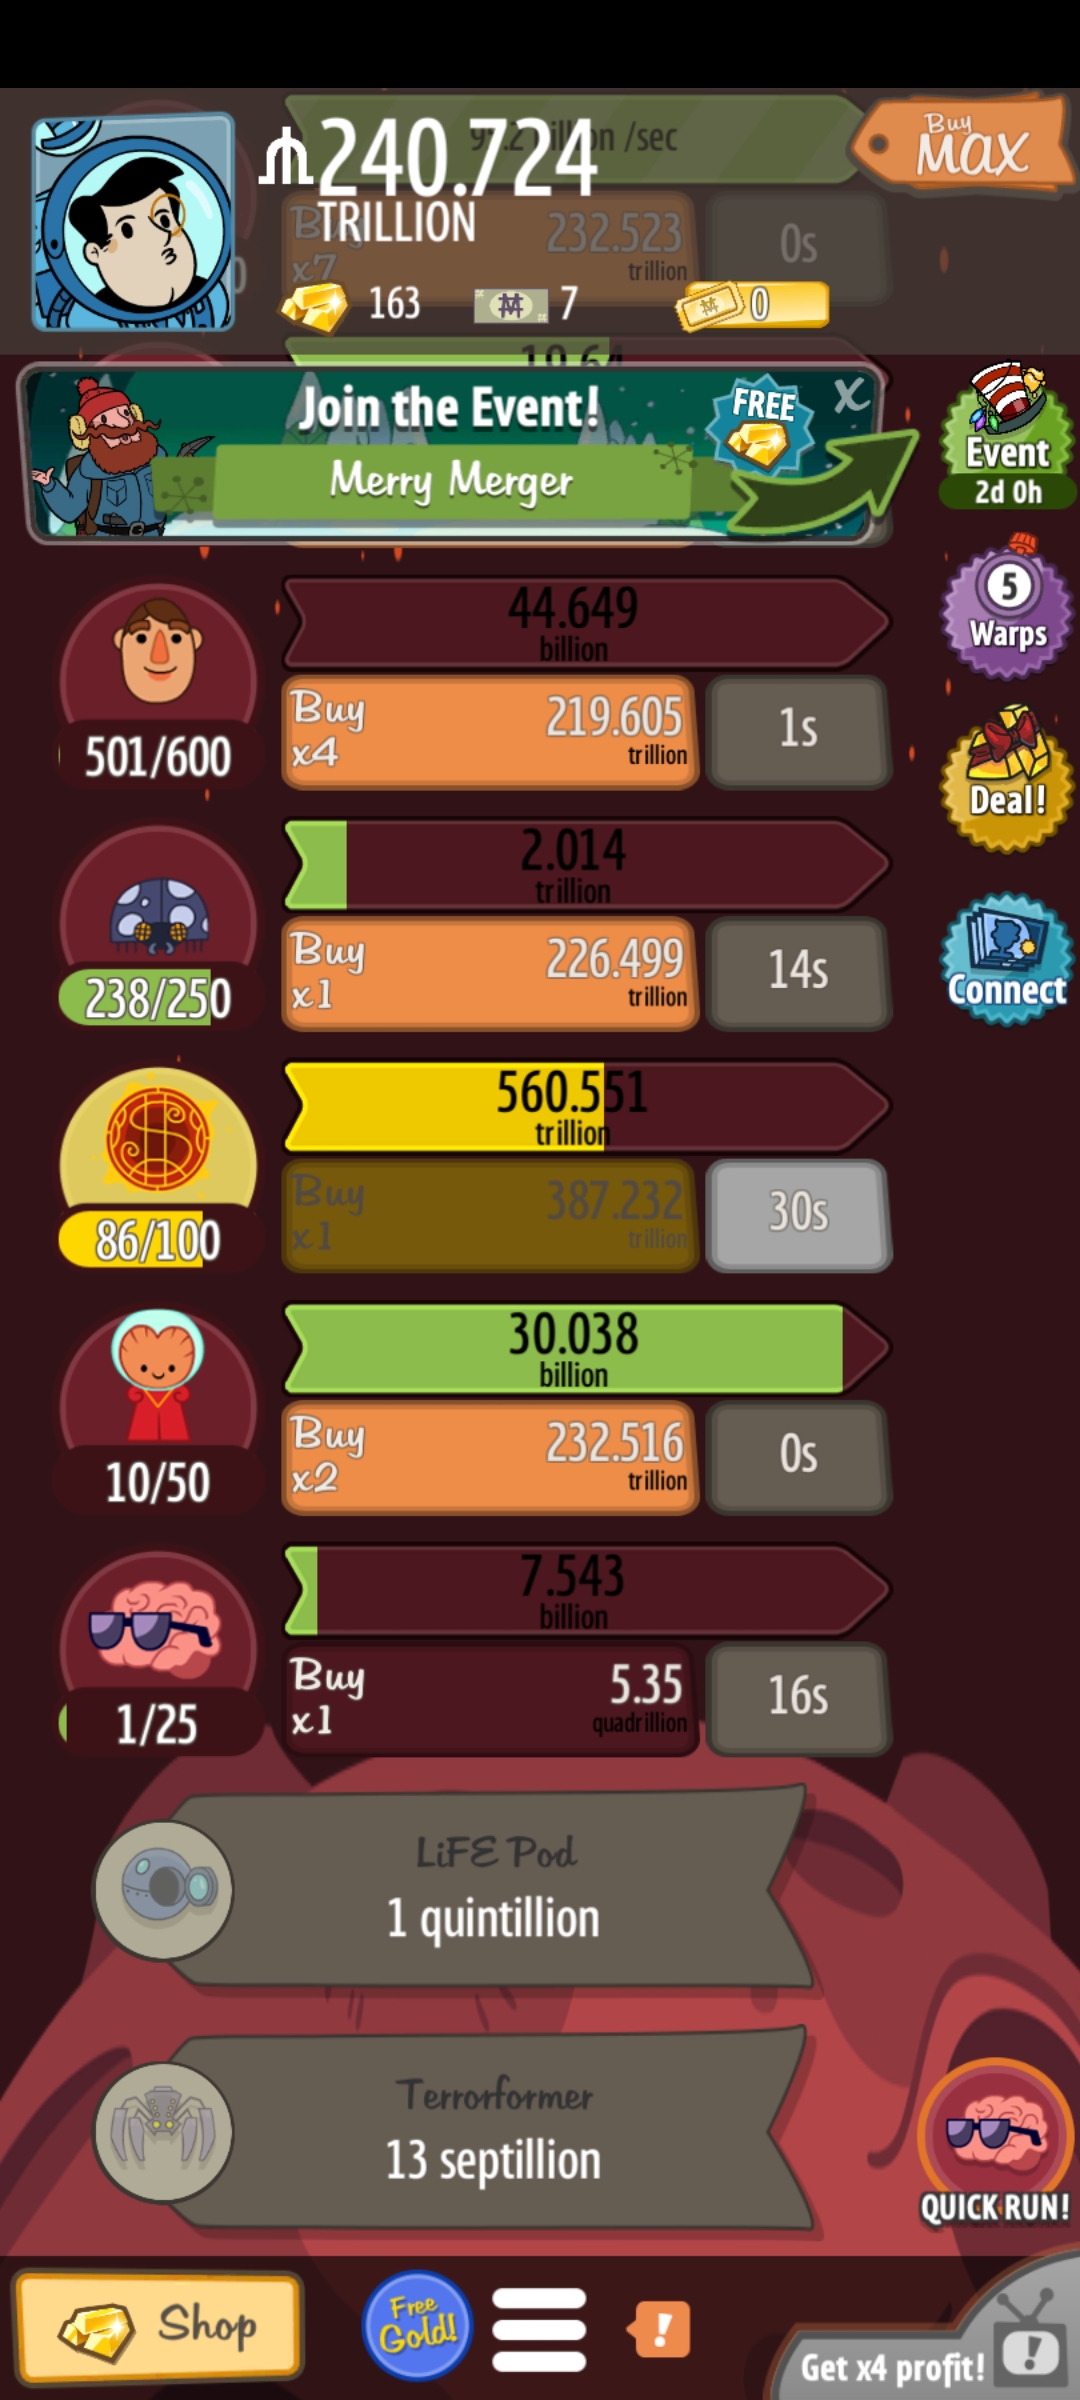 ₥240.724
TRILLION
/sec
Buy
MAX
Buy
x7
232.523
trillion
0s
163
7
0
Join the Event!
FREE
X
Merry Merger
Event
2d 0h
44.649
billion
501/600
Buy
x4
219.605
trillion
1s
5
Warps
2.014
trillion
238/250
Buy
x1
226.499
trillion
14s
Deal!
Connect
560.551
trillion
86/100
Buy
x1
387.232
trillion
30s
30.038
billion
10/50
Buy
x2
232.516
trillion
0s
7.543
billion
1/25
Buy
x1
5.35
quadrillion
16s
LiFE Pod
1 quintillion
Terrorformer
13 septillion
QUICK RUN!
Shop
Free
Gold!
!
Get x4 profit!
!